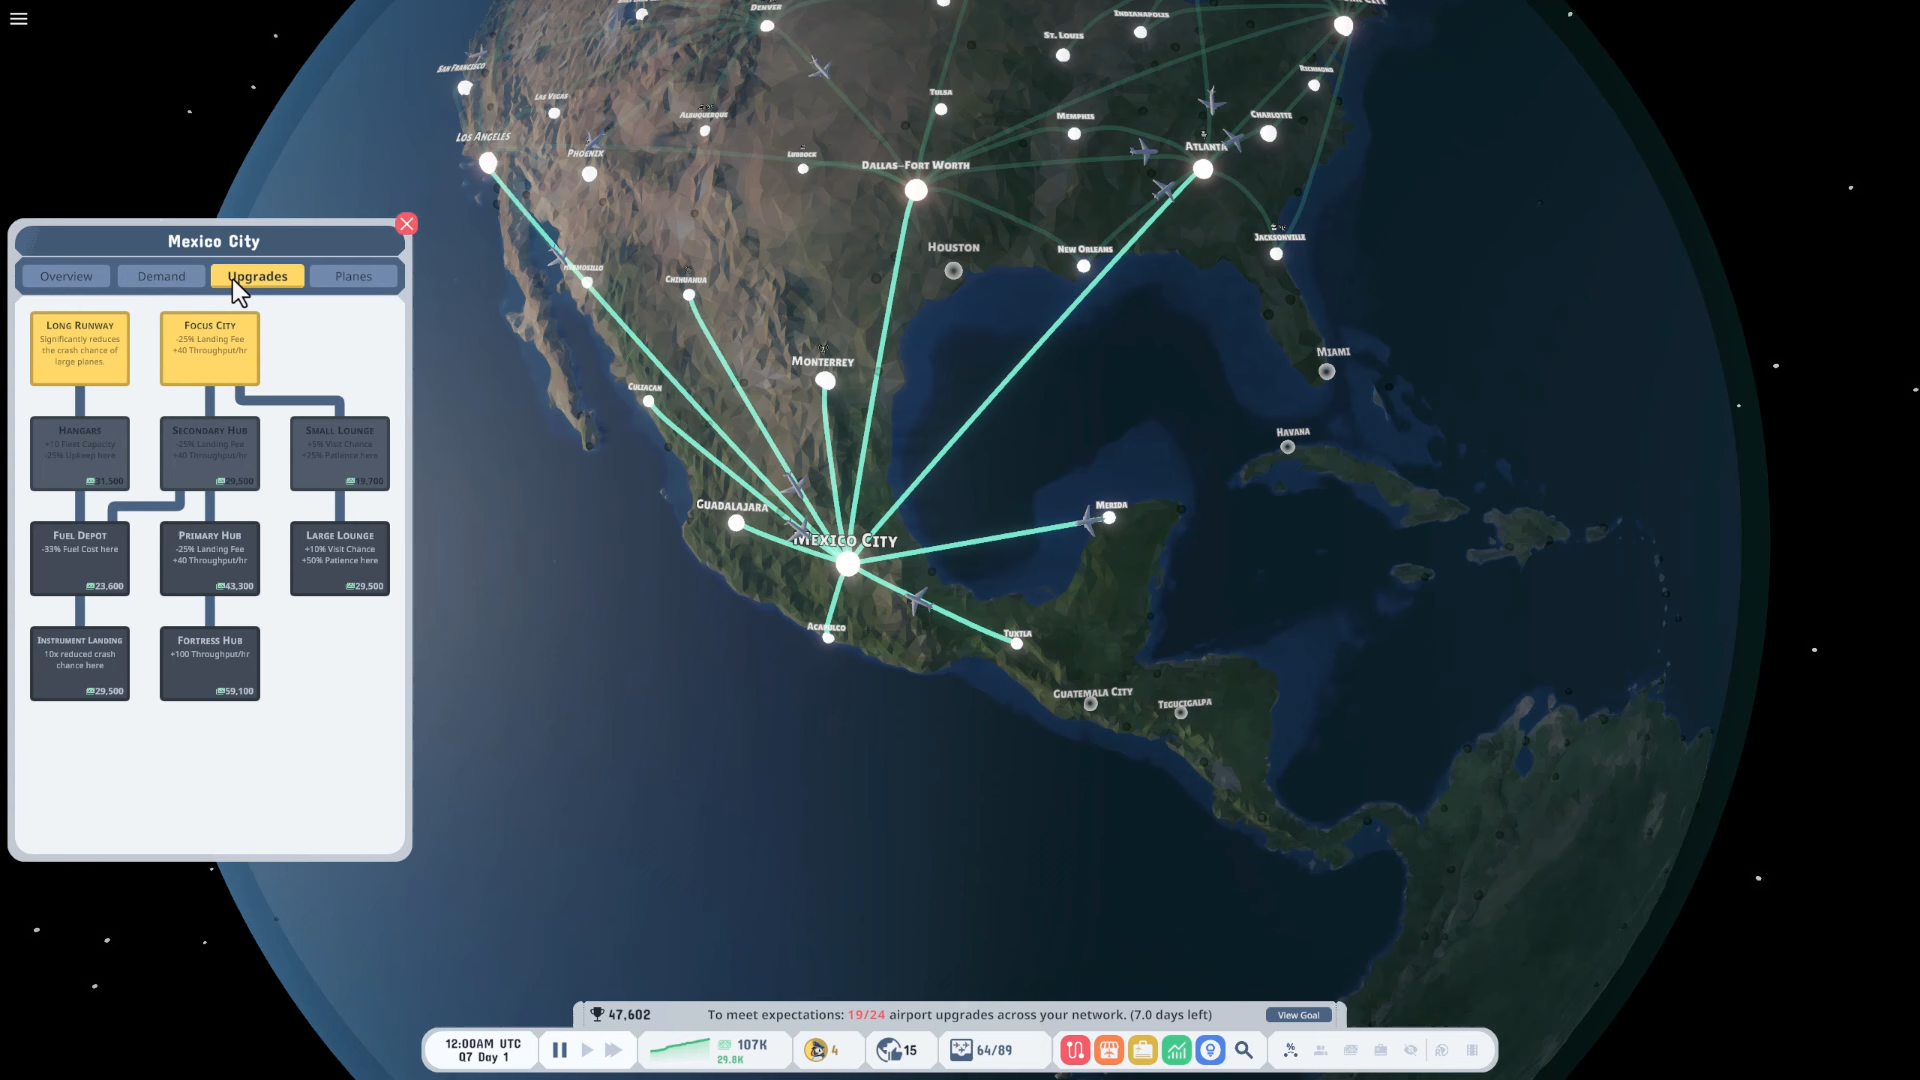 DENVER
INDIANAPOLIS
ST. LOUIS
SAN FRANCISCO
RICHMOND
LAS VEGAS
TULSA
ALBUQUERQUE
MEMPHIS
CHARLOTTE
LOS ANGELES
PHOENIX
LUBBOCK
DALLAS-FORT WORTH
ATLANTA
HOUSTON
NEW ORLEANS
JACKSONVILLE
HERMOSILLO
CHIHUAHUA
MONTERREY
MIAMI
CULIACAN
HAVANA
GUADALAJARA
MERIDA
MEXICO CITY
ACAPULCO
TUXTLA
GUATEMALA CITY
TEGUCIGALPA
Mexico City
Overview
Demand
Upgrades
Planes
LONG RUNWAY
Significantly reduces
the crash chance of
large planes.
FOCUS CITY
-25% Landing Fee
+40 Throughput/hr
HANGARS
+10 Fleet Capacity
-25% Upkeep here
31,500
SECONDARY HUB
-25% Landing Fee
+40 Throughput/hr
29,500
SMALL LOUNGE
+5% Visit Chance
+25% Patience here
19,700
FUEL DEPOT
-33% Fuel Cost here
23,600
PRIMARY HUB
-25% Landing Fee
+40 Throughput/hr
43,300
LARGE LOUNGE
+10% Visit Chance
+50% Patience here
29,500
INSTRUMENT LANDING
10x reduced crash
chance here
29,500
FORTRESS HUB
+100 Throughput/hr
59,100
47,602
To meet expectations: 19/24 airport upgrades across your network. (7.0 days left)
View Goal
12:00AM UTC
Q7 Day 1
107K
29.8K
4
15
64/89